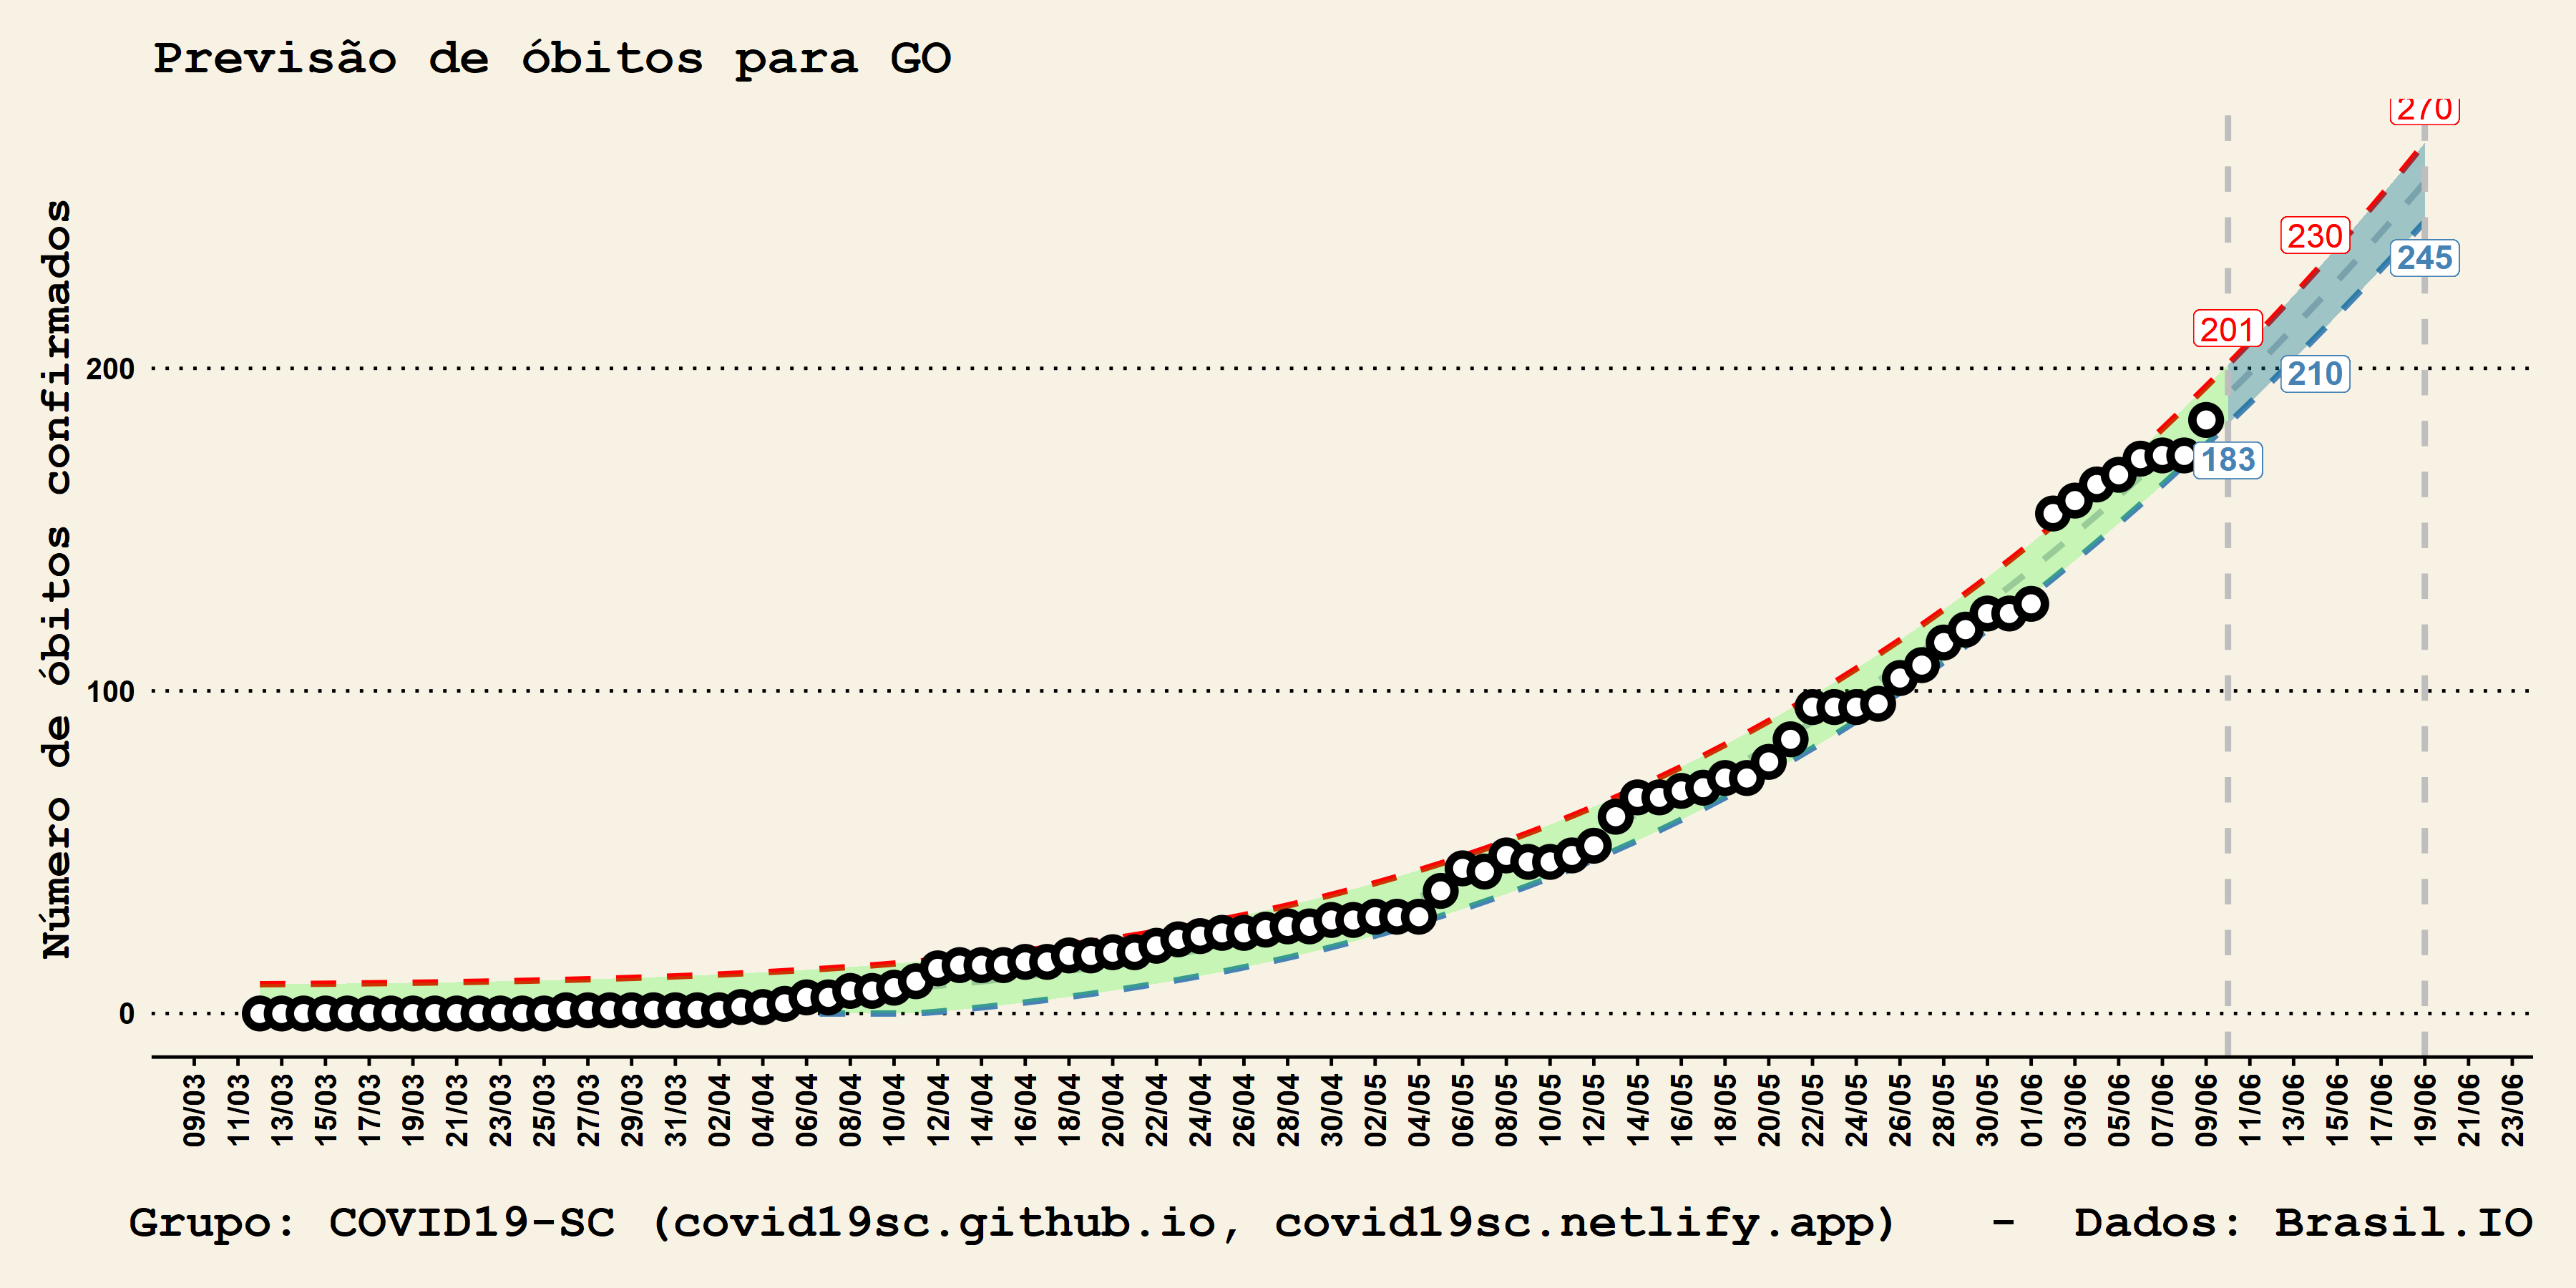 Previsão de óbitos para GO
Número de óbitos confirmados
270
230
245
201
200
210
183
100
0
09/03 11/03 13/03 15/03 17/03 19/03 21/03 23/03 25/03 27/03 29/03 31/03 02/04 04/04 06/04 08/04 10/04 12/04 14/04 16/04 18/04 20/04 22/04 24/04 26/04 28/04 30/04 02/05 04/05 06/05 08/05 10/05 12/05 14/05 16/05 18/05 20/05 22/05 24/05 26/05 28/05 30/05 01/06 03/06 05/06 07/06 09/06 11/06 13/06 15/06 17/06 19/06 21/06 23/06
Grupo: COVID19-SC (covid19sc.github.io, covid19sc.netlify.app) - Dados: Brasil.IO